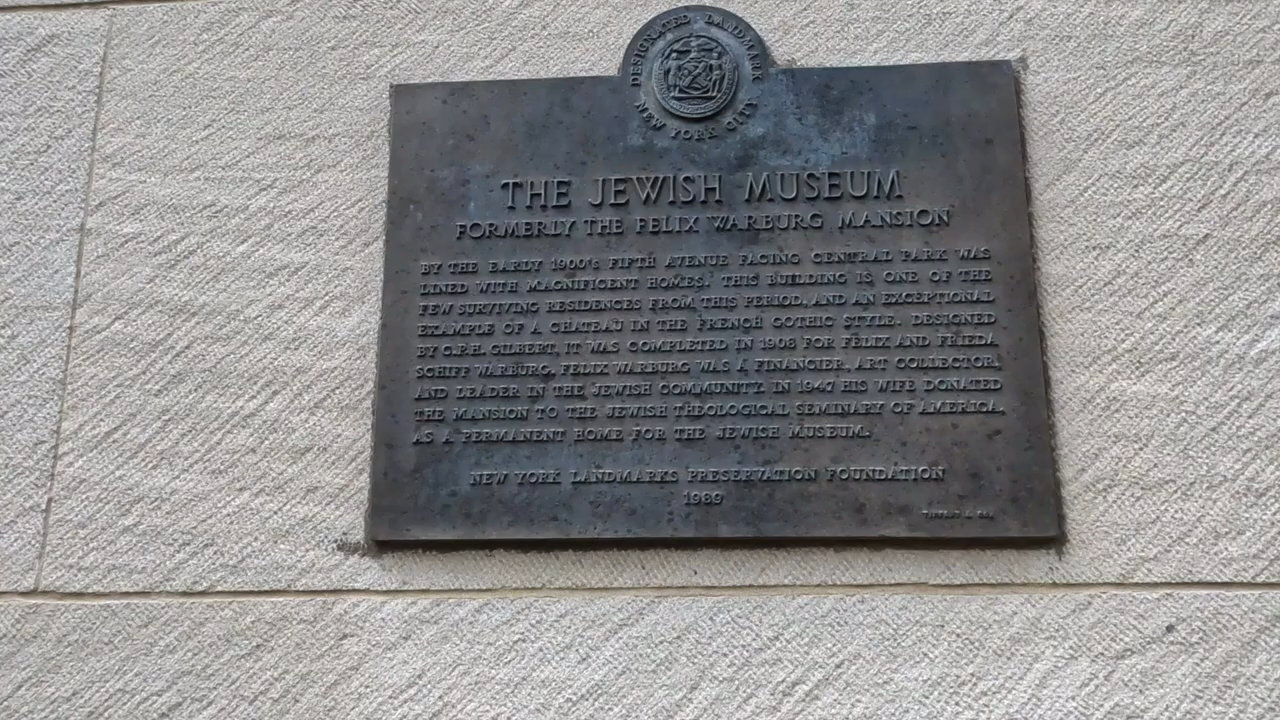 DESIGNATED LANDMARK
NEW YORK CITY
THE JEWISH MUSEUM
FORMERLY THE FELIX WARBURG MANSION
BY THE EARLY 1900's FIFTH AVENUE FACING CENTRAL PARK WAS
LINED WITH MAGNIFICENT HOMES. THIS BUILDING IS ONE OF THE
FEW SURVIVING RESIDENCES FROM THIS PERIOD, AND AN EXCEPTIONAL
EXAMPLE OF A CHATEAU IN THE FRENCH GOTHIC STYLE. DESIGNED
BY C.P.H. GILBERT, IT WAS COMPLETED IN 1908 FOR FELIX AND FRIEDA
SCHIFF WARBURG. FELIX WARBURG WAS A FINANCIER, ART COLLECTOR,
AND LEADER IN THE JEWISH COMMUNITY. IN 1947 HIS WIFE DONATED
THE MANSION TO THE JEWISH THEOLOGICAL SEMINARY OF AMERICA,
AS A PERMANENT HOME FOR THE JEWISH MUSEUM.
NEW YORK LANDMARKS PRESERVATION FOUNDATION
1989